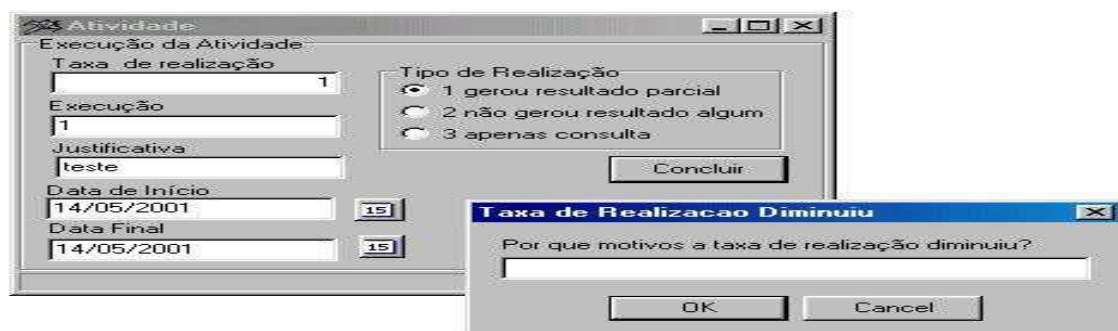 Atividade
Execução da Atividade
Taxa de realização
1
Execução
1
Justificativa
teste
Data de Início
14/05/2001
15
Data Final
14/05/2001
15
Tipo de Realização
1 gerou resultado parcial
2 não gerou resultado algum
3 apenas consulta
Concluir
Taxa de Realizacao Diminuiu
Por que motivos a taxa de realização diminuiu?
OK
Cancel